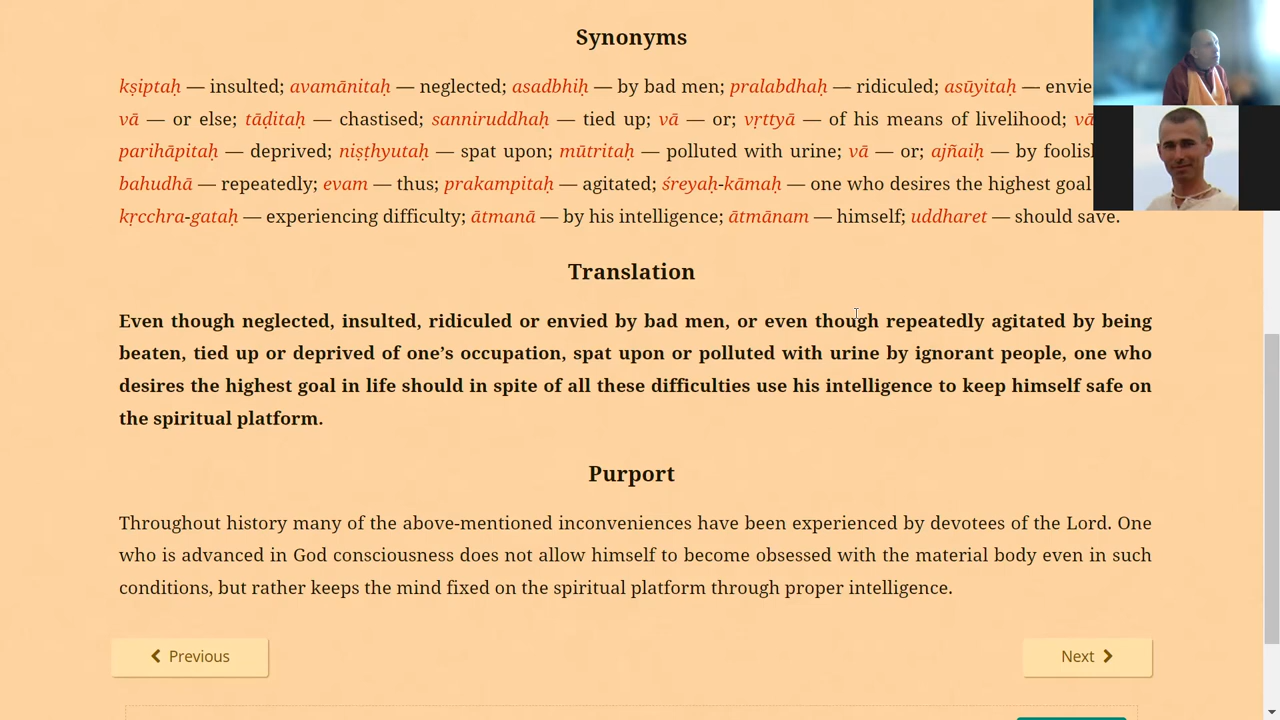 Synonyms
kṣiptaḥ — insulted; avamānitaḥ — neglected; asadbhiḥ — by bad men; pralabdhaḥ — ridiculed; asūyitaḥ —
vā — or else; tāḍitaḥ — chastised; sanniruddhaḥ — tied up; vā — or; vṛttyā — of his means of livelihood; vā
parihāpitaḥ — deprived; niṣṭhyutaḥ — spat upon; mūtritaḥ — polluted with urine; vā — or; ajñaiḥ — by
bahudhā — repeatedly; evam — thus; prakampitaḥ — agitated; śreyaḥ-kāmaḥ — one who desires the highest goal
kṛcchra-gataḥ — experiencing difficulty; ātmanā — by his intelligence; ātmānam — himself; uddharet — should save.
Translation
Even though neglected, insulted, ridiculed or envied by bad men, or even though repeatedly agitated by being
beaten, tied up or deprived of one’s occupation, spat upon or polluted with urine by ignorant people, one who
desires the highest goal in life should in spite of all these difficulties use his intelligence to keep himself safe on
the spiritual platform.
Purport
Throughout history many of the above-mentioned inconveniences have been experienced by devotees of the Lord. One
who is advanced in God consciousness does not allow himself to become obsessed with the material body even in such
conditions, but rather keeps the mind fixed on the spiritual platform through proper intelligence.
Previous
Next